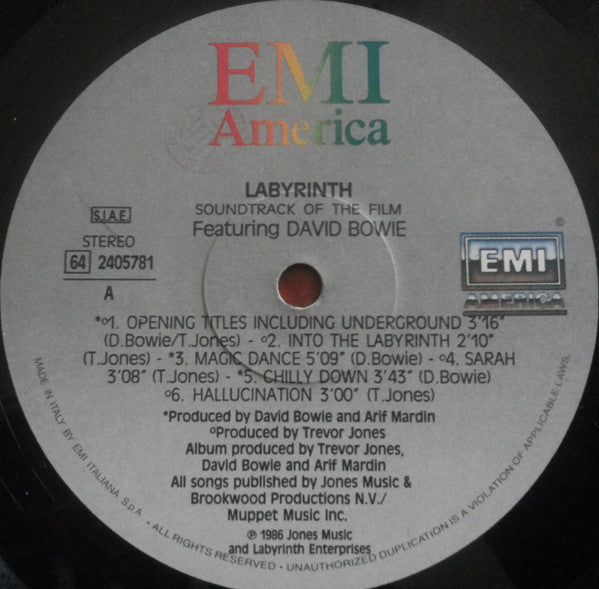 EMI
America
LABYRINTH
SOUNDTRACK OF THE FILM
Featuring DAVID BOWIE
S.I.A.E.
STEREO
64 2405781
A
®
EMI
AMERICA
*º1. OPENING TITLES INCLUDING UNDERGROUND 3'16"
(D.Bowie/T.Jones) - º2. INTO THE LABYRINTH 2'10"
(T.Jones) - *3. MAGIC DANCE 5'09" (D.Bowie) - º4. SARAH
3'08" (T.Jones) - *5. CHILLY DOWN 3'43" (D.Bowie)
º6. HALLUCINATION 3'00" (T.Jones)
*Produced by David Bowie and Arif Mardin
ºProduced by Trevor Jones
Album produced by Trevor Jones,
David Bowie and Arif Mardin
All songs published by Jones Music &
Brookwood Productions N.V./
Muppet Music Inc.
℗ 1986 Jones Music
and Labyrinth Enterprises
MADE IN ITALY BY EMI ITALIANA S.p.A. - ALL RIGHTS RESERVED - UNAUTHORIZED DUPLICATION IS A VIOLATION OF APPLICABLE LAWS.